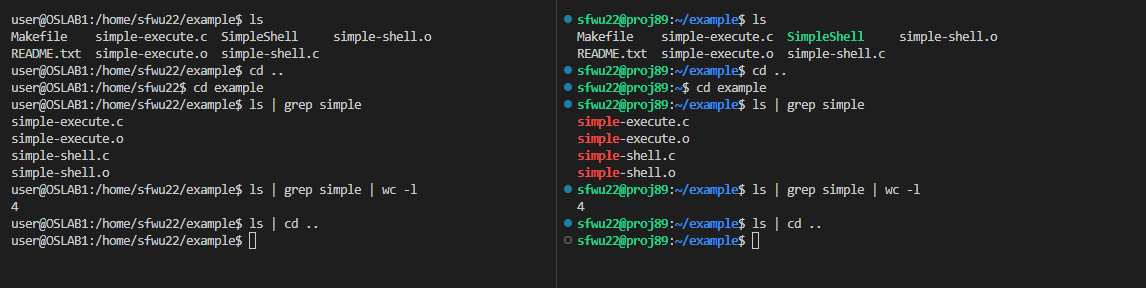 user@OSLAB1:/home/sfwu22/example$ ls
Makefile    simple-execute.c  SimpleShell     simple-shell.o
README.txt  simple-execute.o  simple-shell.c
user@OSLAB1:/home/sfwu22/example$ cd ..
user@OSLAB1:/home/sfwu22$ cd example
user@OSLAB1:/home/sfwu22/example$ ls | grep simple
simple-execute.c
simple-execute.o
simple-shell.c
simple-shell.o
user@OSLAB1:/home/sfwu22/example$ ls | grep simple | wc -l
4
user@OSLAB1:/home/sfwu22/example$ ls | cd ..
user@OSLAB1:/home/sfwu22/example$
sfwu22@proj89:~/example$ ls
Makefile    simple-execute.c  SimpleShell     simple-shell.o
README.txt  simple-execute.o  simple-shell.c
sfwu22@proj89:~/example$ cd ..
sfwu22@proj89:~$ cd example
sfwu22@proj89:~/example$ ls | grep simple
simple-execute.c
simple-execute.o
simple-shell.c
simple-shell.o
sfwu22@proj89:~/example$ ls | grep simple | wc -l
4
sfwu22@proj89:~/example$ ls | cd ..
sfwu22@proj89:~/example$